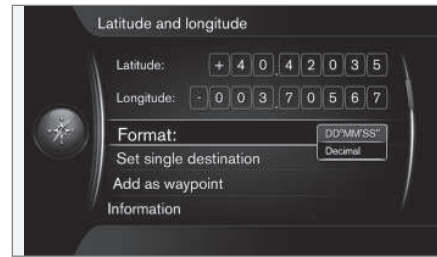 Latitude and longitude
Latitude: +40.42035
Longitude: -003.70567
Format: DD°MM'SS"
Decimal
Set single destination
Add as waypoint
Information